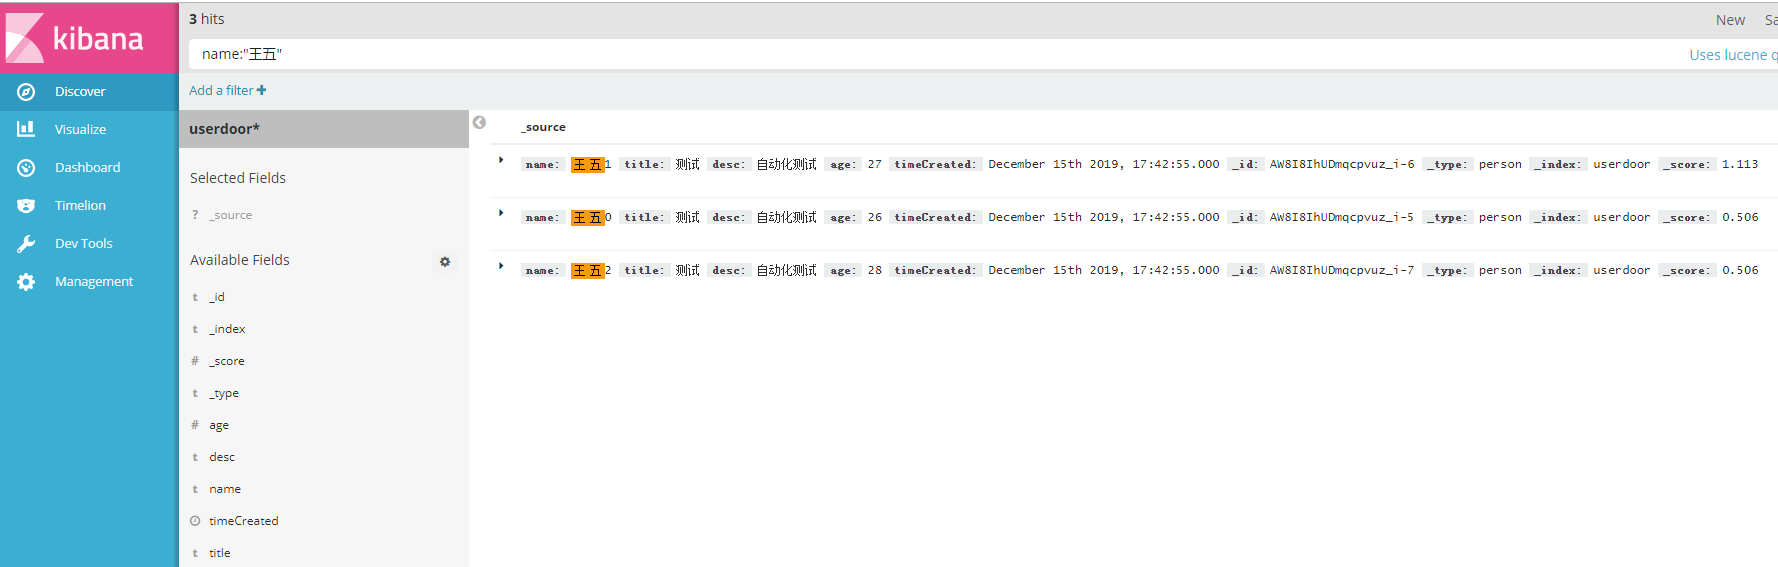 kibana
Discover
Visualize
Dashboard
Timelion
Dev Tools
Management
3 hits
New Sa
name:"王五"
Uses lucene q
Add a filter +
userdoor*
Selected Fields
? _source
Available Fields
t _id
t _index
# _score
t _type
# age
t desc
t name
timeCreated
t title
_source
name: 王五1 title: 测试 desc: 自动化测试 age: 27 timeCreated: December 15th 2019, 17:42:55.000 _id: AW8I8IhUDmqcpvuz_i-6 _type: person _index: userdoor _score: 1.113
name: 王五0 title: 测试 desc: 自动化测试 age: 26 timeCreated: December 15th 2019, 17:42:55.000 _id: AW8I8IhUDmqcpvuz_i-5 _type: person _index: userdoor _score: 0.506
name: 王五2 title: 测试 desc: 自动化测试 age: 28 timeCreated: December 15th 2019, 17:42:55.000 _id: AW8I8IhUDmqcpvuz_i-7 _type: person _index: userdoor _score: 0.506